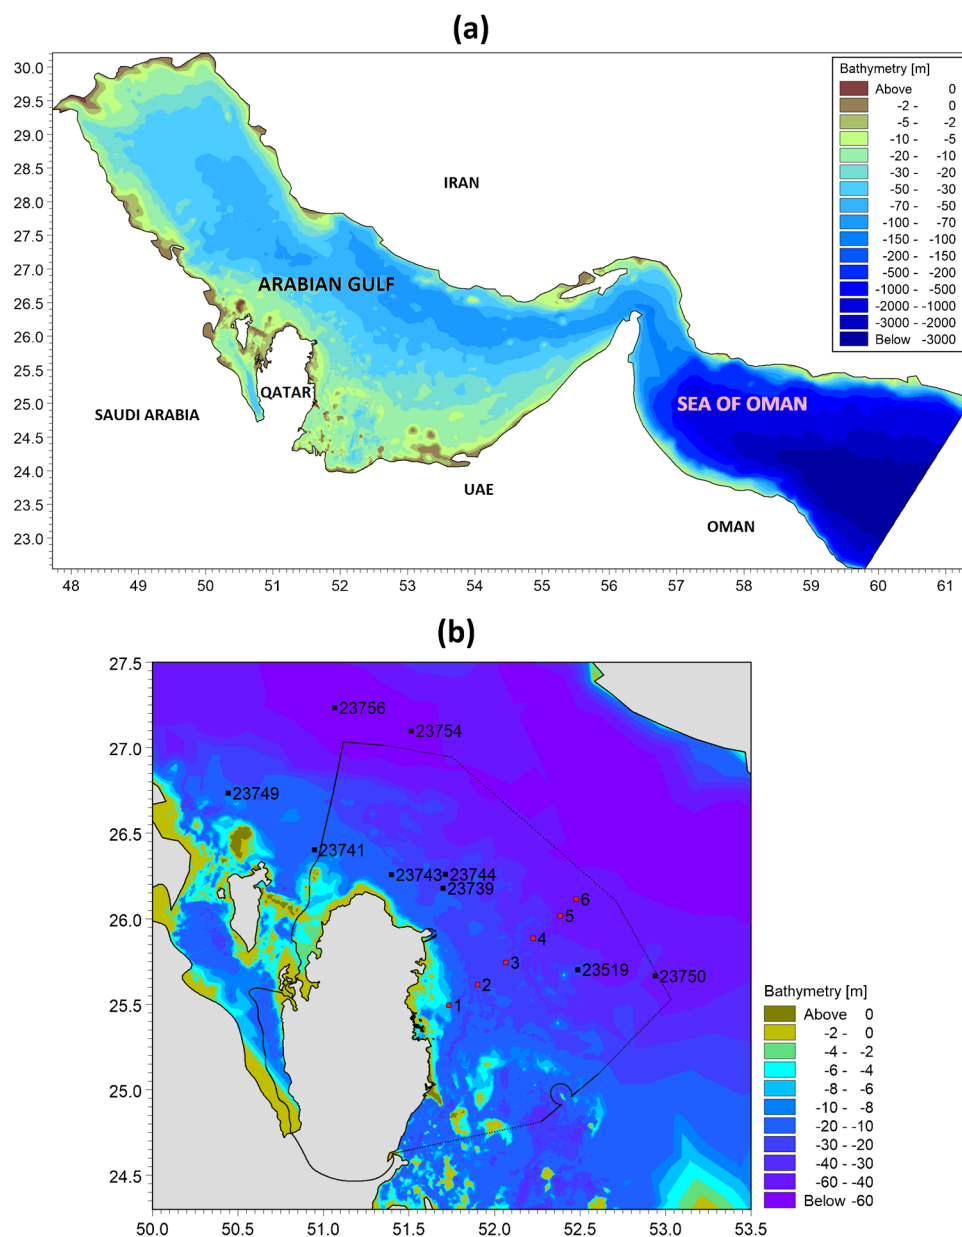 (a)
30.0
29.5
29.0
28.5
28.0
27.5
27.0
26.5
26.0
25.5
25.0
24.5
24.0
23.5
23.0
48 49 50 51 52 53 54 55 56 57 58 59 60 61
IRAN
ARABIAN GULF
QATAR
SAUDI ARABIA
UAE
SEA OF OMAN
OMAN
Bathymetry [m]
Above 0
-2 - 0
-5 - -2
-10 - -5
-20 - -10
-30 - -20
-50 - -30
-70 - -50
-100 - -70
-150 - -100
-200 - -150
-500 - -200
-1000 - -500
-2000 - -1000
-3000 - -2000
Below -3000
(b)
27.5
27.0
26.5
26.0
25.5
25.0
24.5
50.0 50.5 51.0 51.5 52.0 52.5 53.0 53.5
23756
23754
23749
23741
23743
23744
23739
6
5
4
3
23519
23750
2
1
Bathymetry [m]
Above 0
-2 - 0
-4 - -2
-6 - -4
-8 - -6
-10 - -8
-20 - -10
-30 - -20
-40 - -30
-60 - -40
Below -60